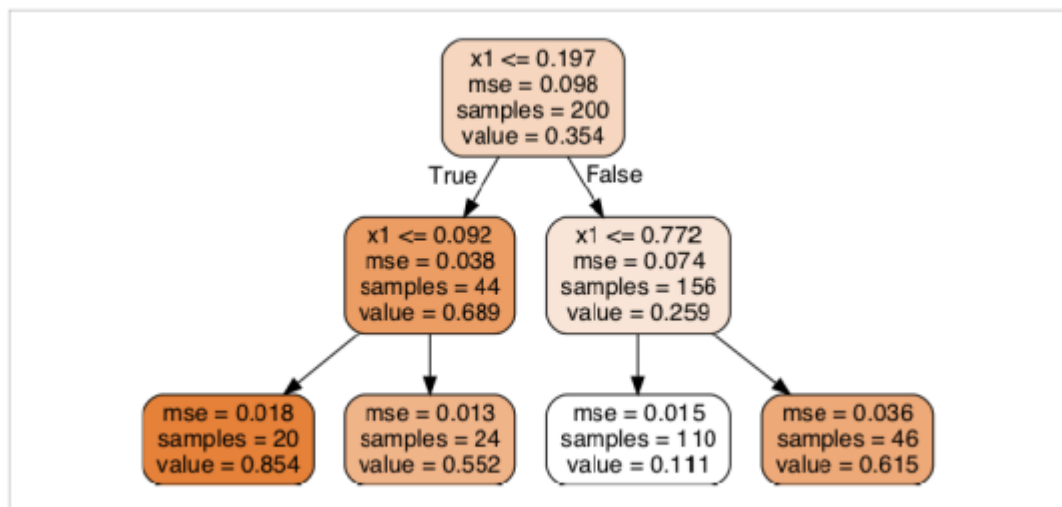 x1 <= 0.197
mse = 0.098
samples = 200
value = 0.354
True
False
x1 <= 0.092
mse = 0.038
samples = 44
value = 0.689
x1 <= 0.772
mse = 0.074
samples = 156
value = 0.259
mse = 0.018
samples = 20
value = 0.854
mse = 0.013
samples = 24
value = 0.552
mse = 0.015
samples = 110
value = 0.111
mse = 0.036
samples = 46
value = 0.615